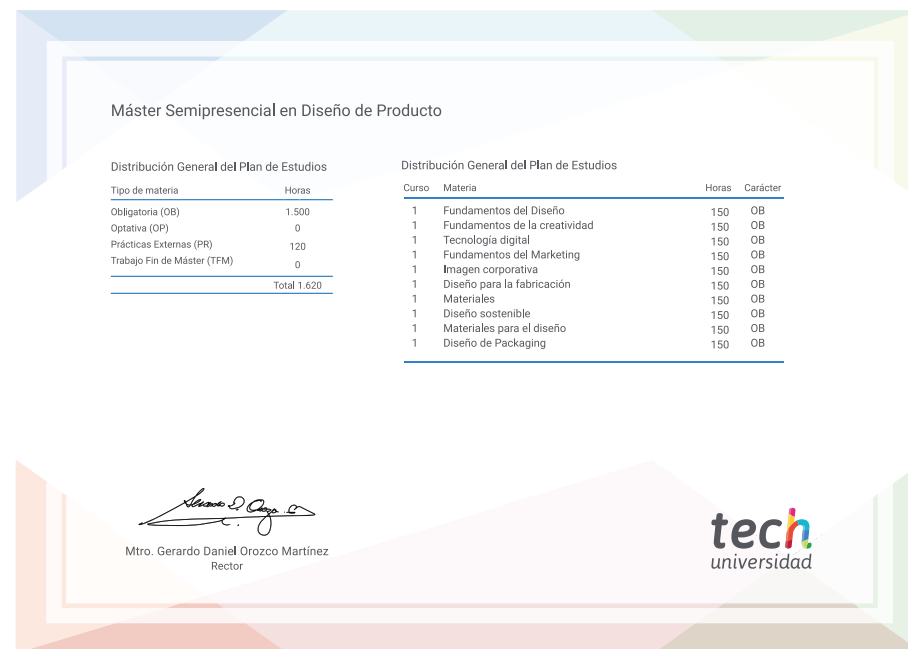 Máster Semipresencial en Diseño de Producto
Distribución General del Plan de Estudios
Tipo de materia Horas
Obligatoria (OB) 1.500
Optativa (OP) 0
Prácticas Externas (PR) 120
Trabajo Fin de Máster (TFM) 0
Total 1.620
Distribución General del Plan de Estudios
Curso Materia Horas Carácter
1 Fundamentos del Diseño 150 OB
1 Fundamentos de la creatividad 150 OB
1 Tecnología digital 150 OB
1 Fundamentos del Marketing 150 OB
1 Imagen corporativa 150 OB
1 Diseño para la fabricación 150 OB
1 Materiales 150 OB
1 Diseño sostenible 150 OB
1 Materiales para el diseño 150 OB
1 Diseño de Packaging 150 OB
Mtro. Gerardo Daniel Orozco Martínez
Rector
tech
universidad